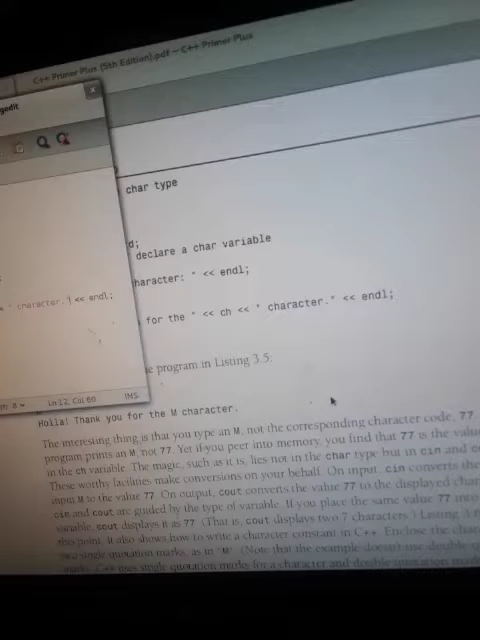 C++ Primer Plus (5th Edition).pdf — C++ Primer Plus
gedit
char type
d;
declare a char variable
haracter: " << endl;
" character. " << endl;
for the " << ch << " character." << endl;
e program in Listing 3.5:
Ln 12, Col 60 INS
Holla! Thank you for the M character.
The interesting thing is that you type an M, not the corresponding character code, 77.
program prints an M, not 77. Yet if you peer into memory, you find that 77 is the value
in the ch variable. The magic, such as it is, lies not in the char type but in cin and
These worthy facilities make conversions on your behalf. On input, cin converts the
input M to the value 77. On output, cout converts the value 77 to the displayed
cin and cout are guided by the type of variable. If you place the same value 77 into
variable, cout displays it as 77. (That is, cout displays two 7 characters.) Listing 3
this point. It also shows how to write a character constant in C++: Enclose the
two single quotation marks, as in 'M'. (Note that the example doesn't use double
marks. C++ uses single quotation marks for a character and double quotation